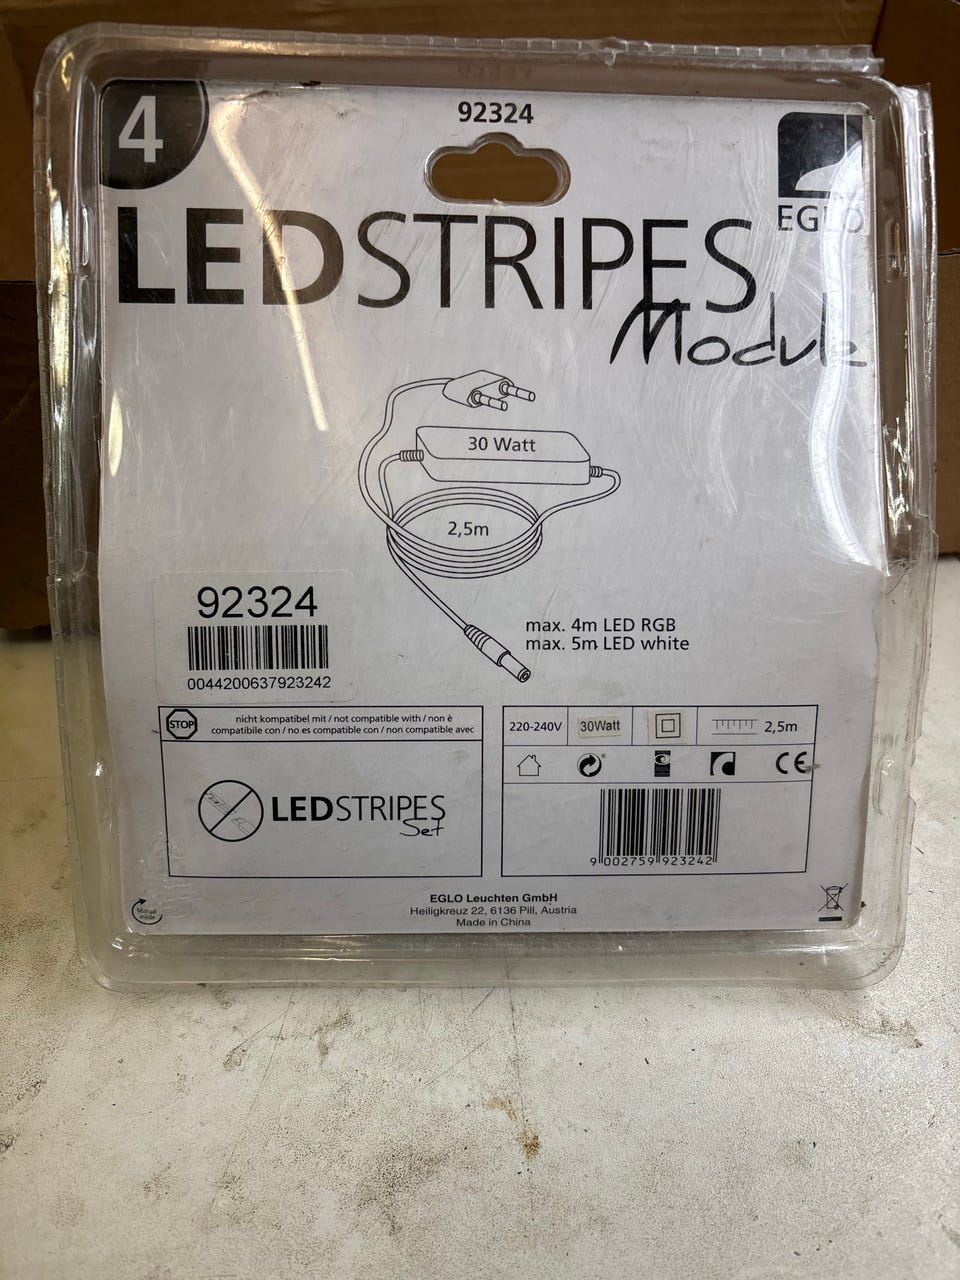 4
92324
EGLO
LEDSTRIPES
Module
30 Watt
2,5m
max. 4m LED RGB
max. 5m LED white
92324
0044200637923242
STOP
nicht kompatibel mit / not compatible with / non è
compatibile con / no es compatible con / non compatible avec
LEDSTRIPES
Set
220-240V
30Watt
2,5m
CE
9 002759 923242
Manual
inside
EGLO Leuchten GmbH
Heiligkreuz 22, 6136 Pill, Austria
Made in China